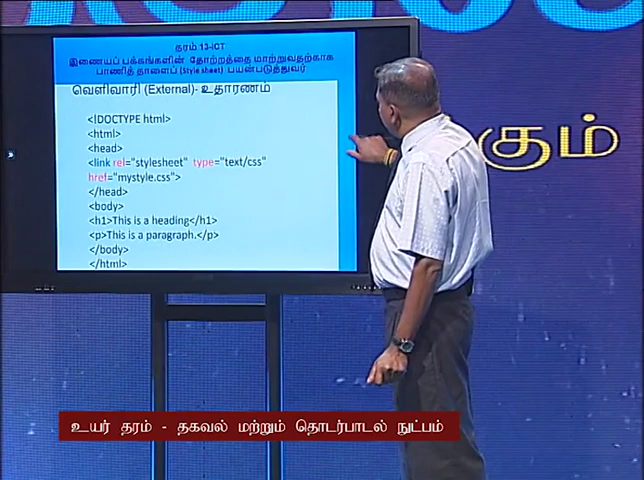 தரம் 13-ICT
இணையப் பக்கங்களின் தோற்றத்தை மாற்றுவதற்காக
பாணித் தாளைப் (Style sheet) பயன்படுத்துவர்
வெளிவாரி (External)- உதாரணம்
<!DOCTYPE html>
<html>
<head>
<link rel="stylesheet" type="text/css"
href="mystyle.css">
</head>
<body>
<h1>This is a heading</h1>
<p>This is a paragraph.</p>
</body>
</html>
கும்
உயர் தரம் - தகவல் மற்றும் தொடர்பாடல் நுட்பம்